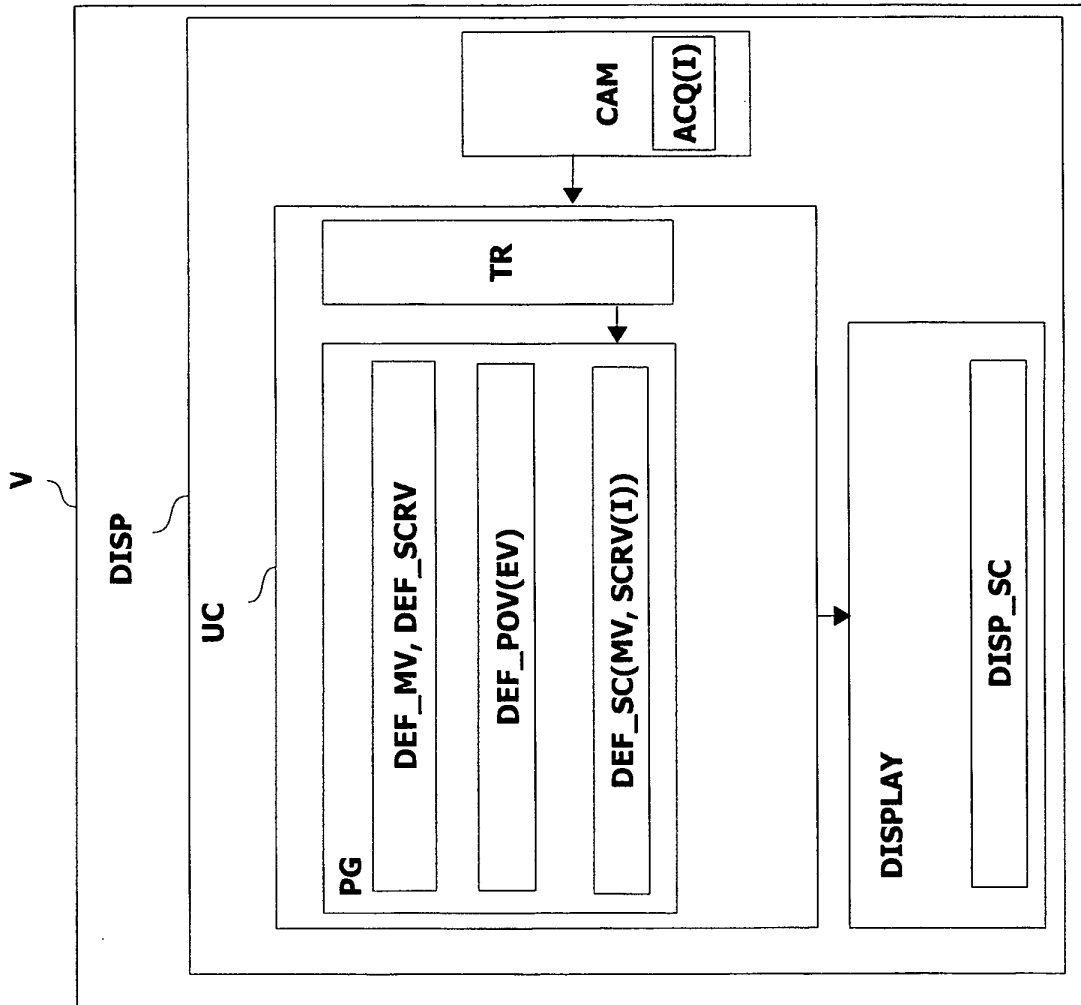 V
DISP
UC
PG
DEF_MV, DEF_SCRV
DEF_POV(EV)
DEF_SC(MV, SCRV(I))
TR
CAM
ACQ(I)
DISPLAY
DISP_SC